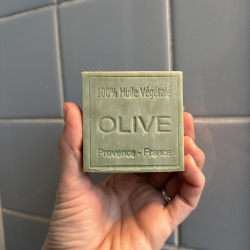 100% Huile Végétale
OLIVE
Provence - France